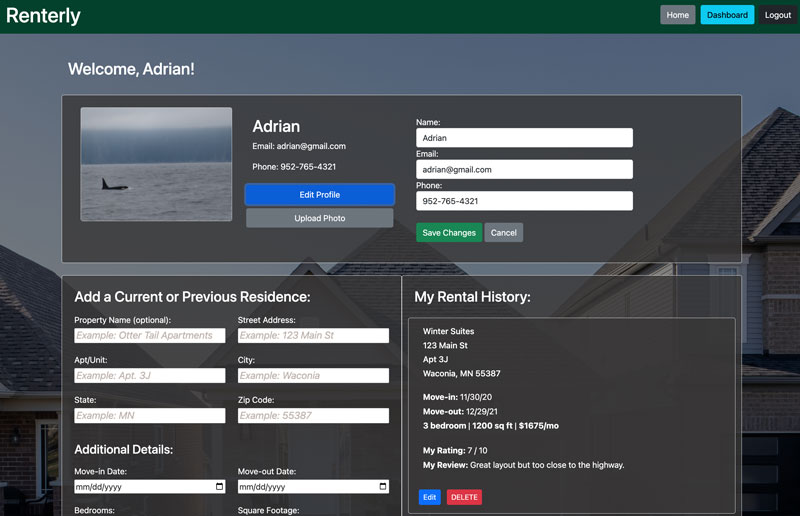 Renterly
Home
Dashboard
Logout
Welcome, Adrian!
Adrian
Email: adrian@gmail.com
Phone: 952-765-4321
Edit Profile
Upload Photo
Name:
Adrian
Email:
adrian@gmail.com
Phone:
952-765-4321
Save Changes
Cancel
Add a Current or Previous Residence:
Property Name (optional):
Example: Otter Tail Apartments
Street Address:
Example: 123 Main St
Apt/Unit:
Example: Apt. 3J
City:
Example: Waconia
State:
Example: MN
Zip Code:
Example: 55387
Additional Details:
Move-in Date:
mm/dd/yyyy
Move-out Date:
mm/dd/yyyy
Bedrooms:
Square Footage:
My Rental History:
Winter Suites
123 Main St
Apt 3J
Waconia, MN 55387
Move-in: 11/30/20
Move-out: 12/29/21
3 bedroom | 1200 sq ft | $1675/mo
My Rating: 7 / 10
My Review: Great layout but too close to the highway.
Edit
DELETE